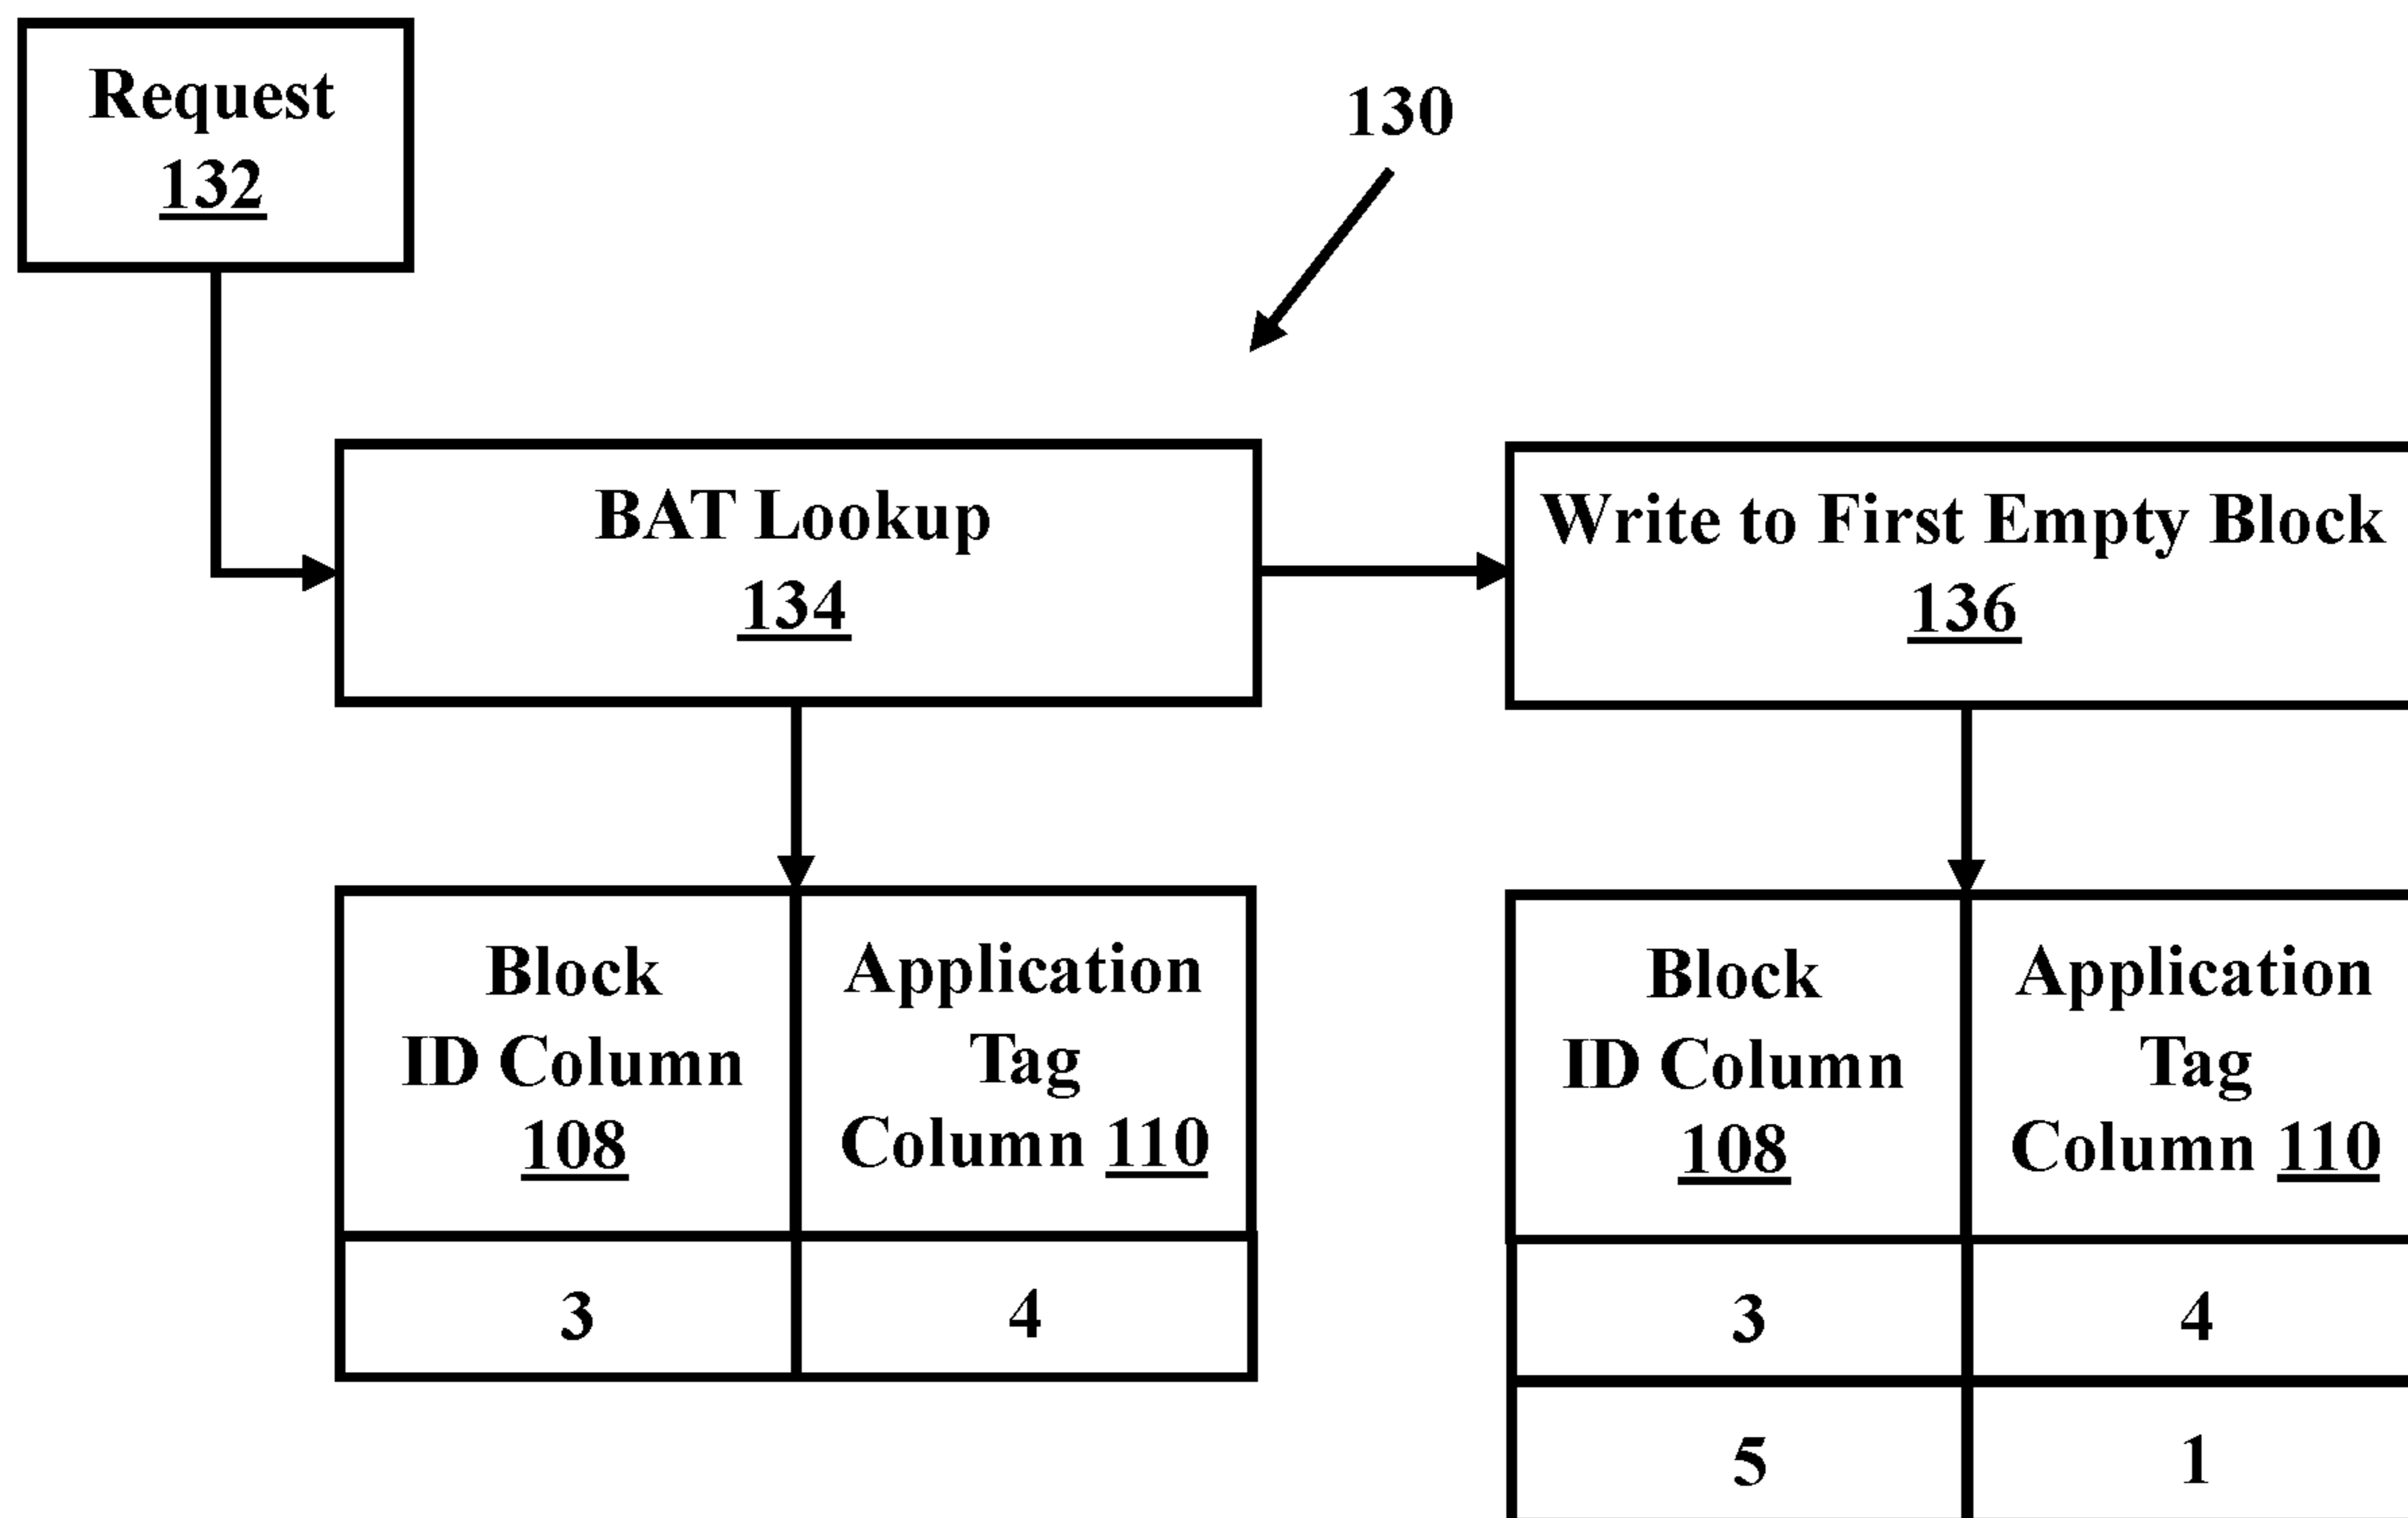 Request
132
130
BAT Lookup
134
Write to First Empty Block
136
Block
ID Column
108
Application
Tag
Column 110
3
4
Block
ID Column
108
Application
Tag
Column 110
3
4
5
1